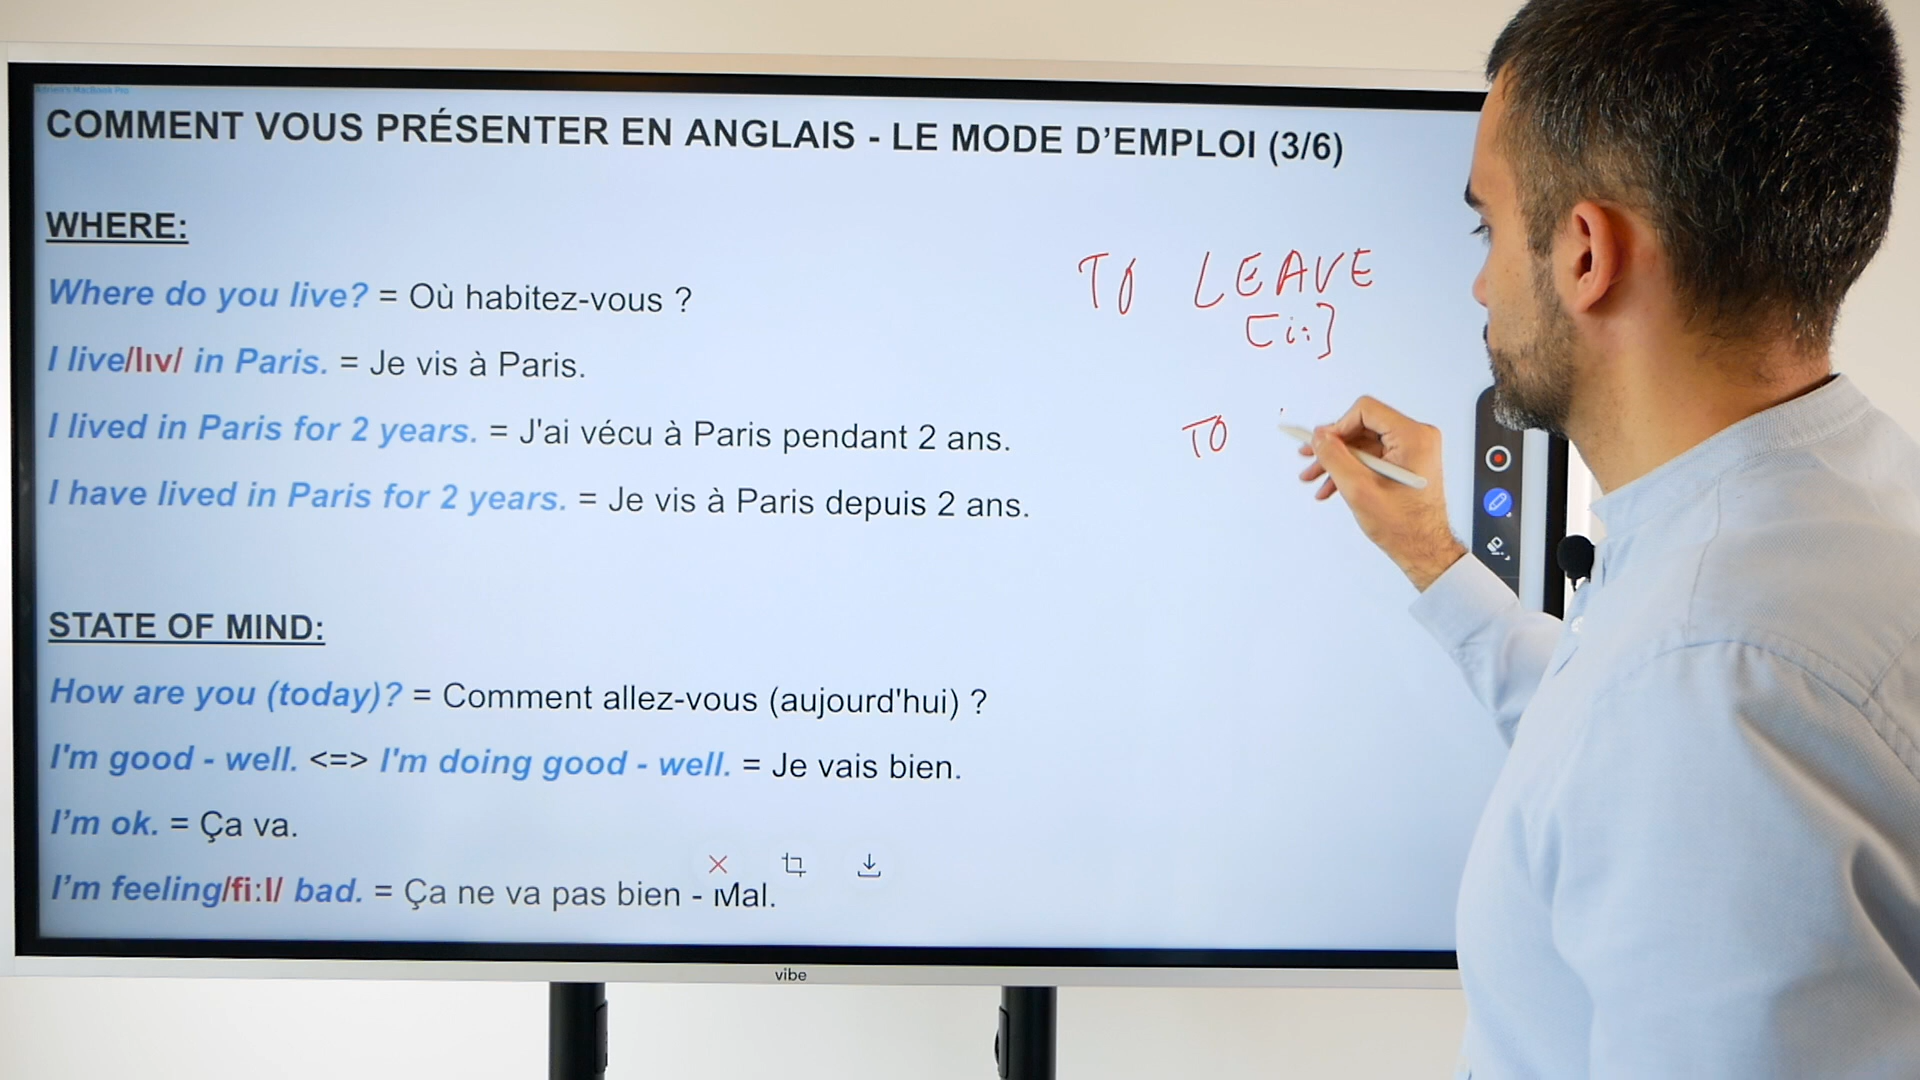 Adrien's MacBook Pro
COMMENT VOUS PRÉSENTER EN ANGLAIS - LE MODE D'EMPLOI (3/6)
WHERE:
Where do you live? = Où habitez-vous ?
I live/lɪv/ in Paris. = Je vis à Paris.
I lived in Paris for 2 years. = J'ai vécu à Paris pendant 2 ans.
I have lived in Paris for 2 years. = Je vis à Paris depuis 2 ans.
TO LEAVE
[i:]
TO
STATE OF MIND:
How are you (today)? = Comment allez-vous (aujourd'hui) ?
I'm good - well. <=> I'm doing good - well. = Je vais bien.
I'm ok. = Ça va.
I'm feeling/fi:l/ bad. = Ça ne va pas bien - Mal.
vibe